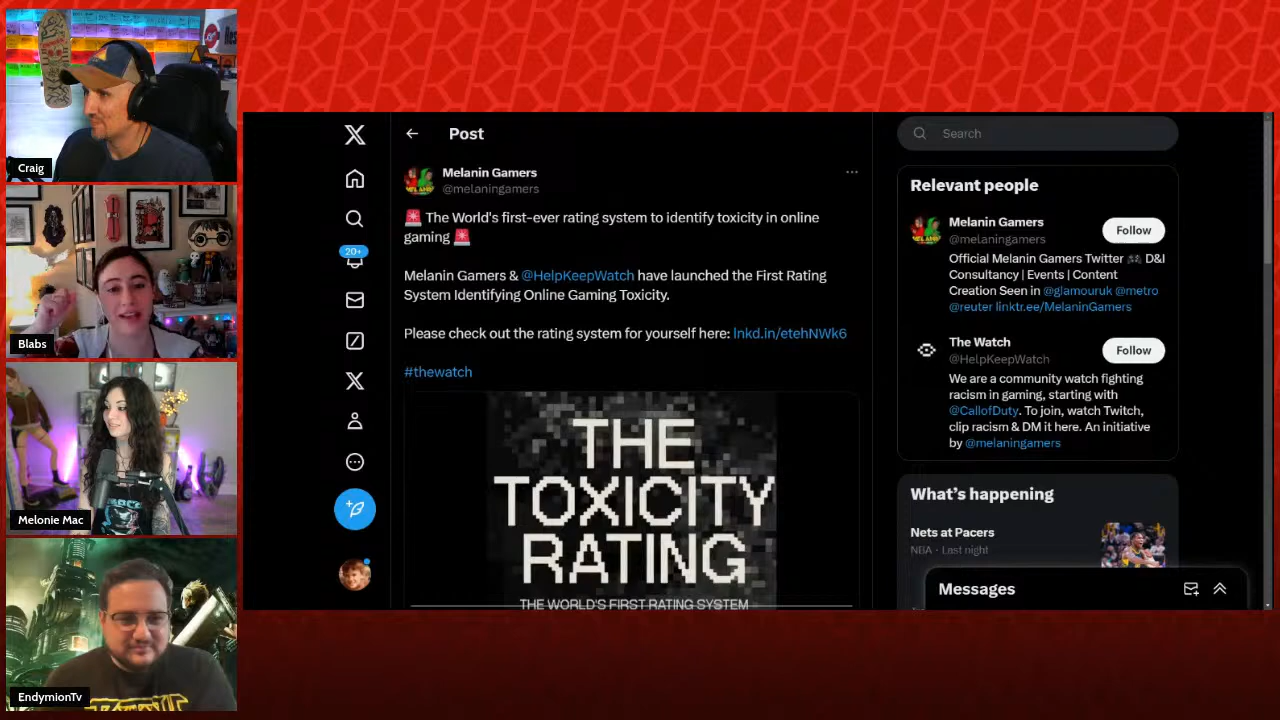 Craig
Blabs
Melonie Mac
EndymionTv
20+
Post
Melanin Gamers
@melaningamers
🚨 The World's first-ever rating system to identify toxicity in online
gaming 🚨
Melanin Gamers & @HelpKeepWatch have launched the First Rating
System Identifying Online Gaming Toxicity.
Please check out the rating system for yourself here: lnkd.in/etehNWk6
#thewatch
THE
TOXICITY
RATING
THE WORLD'S FIRST RATING SYSTEM
Search
Relevant people
Melanin Gamers
@melaningamers
Follow
Official Melanin Gamers Twitter 🎮 D&I
Consultancy | Events | Content
Creation Seen in @glamouruk @metro
@reuter linktr.ee/MelaninGamers
The Watch
@HelpKeepWatch
Follow
We are a community watch fighting
racism in gaming, starting with
@CallofDuty. To join, watch Twitch,
clip racism & DM it here. An initiative
by @melaningamers
What's happening
Nets at Pacers
NBA · Last night
Messages